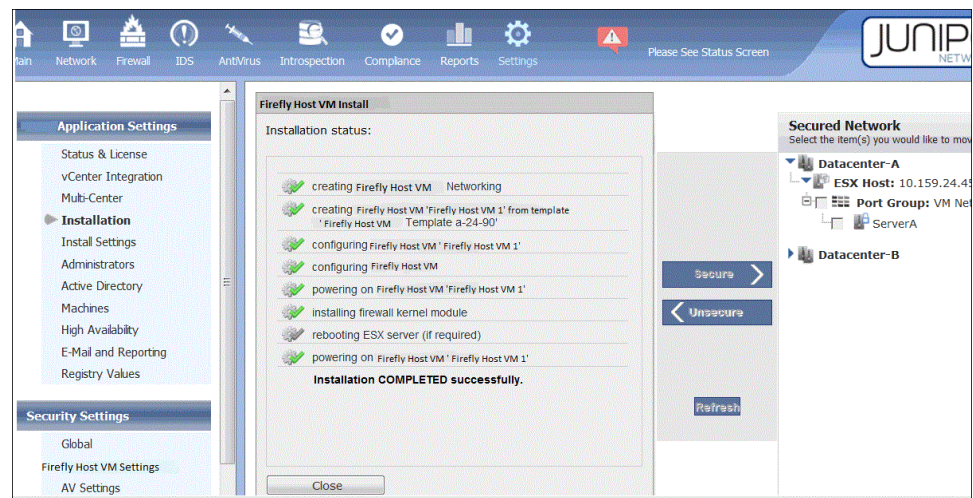 Main
Network
Firewall
IDS
AntiVirus
Introspection
Compliance
Reports
Settings
Please See Status Screen
JUNIP
NETW
Application Settings
Status & License
vCenter Integration
Multi-Center
Installation
Install Settings
Administrators
Active Directory
Machines
High Availability
E-Mail and Reporting
Registry Values
Security Settings
Global
Firefly Host VM Settings
AV Settings
Firefly Host VM Install
Installation status:
creating Firefly Host VM Networking
creating Firefly Host VM 'Firefly Host VM 1' from template
' Firefly Host VM Template a-24-90'
configuring Firefly Host VM ' Firefly Host VM 1'
configuring Firefly Host VM
powering on Firefly Host VM 'Firefly Host VM 1'
installing firewall kernel module
rebooting ESX server (if required)
powering on Firefly Host VM ' Firefly Host VM 1'
Installation COMPLETED successfully.
Close
Secure
Unsecure
Refresh
Secured Network
Select the item(s) you would like to mov
Datacenter-A
ESX Host: 10.159.24.45
Port Group: VM Net
ServerA
Datacenter-B